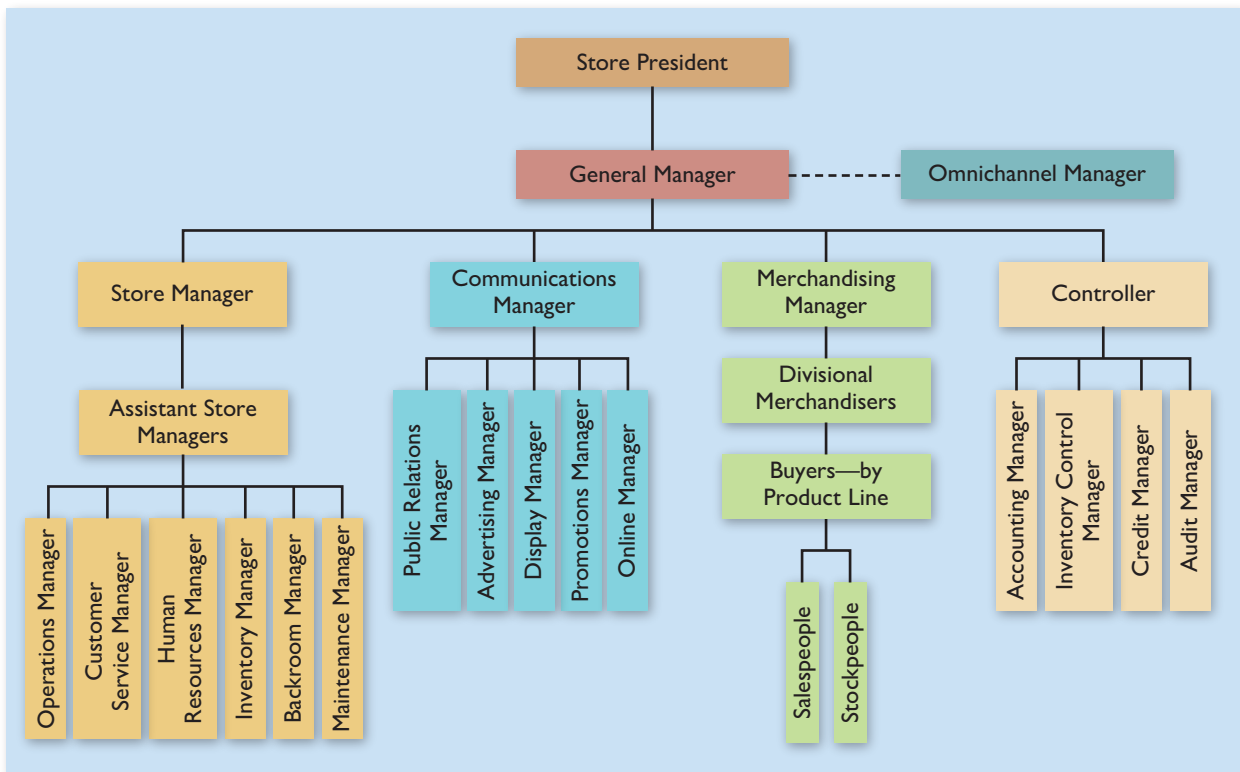 Store President
General Manager
Omnichannel Manager
Store Manager
Communications
Manager
Merchandising
Manager
Controller
Assistant Store
Managers
Divisional
Merchandisers
Buyers—by
Product Line
Operations Manager
Customer
Service Manager
Human
Resources Manager
Inventory Manager
Backroom Manager
Maintenance Manager
Public Relations
Manager
Advertising Manager
Display Manager
Promotions Manager
Online Manager
Salespeople
Stockpeople
Accounting Manager
Inventory Control
Manager
Credit Manager
Audit Manager